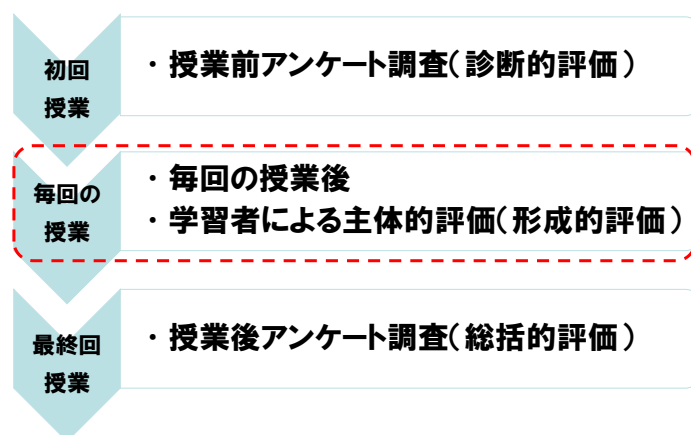 初回
授業
・授業前アンケート調査（診断的評価）
毎回の
授業
・毎回の授業後
・学習者による主体的評価（形成的評価）
最終回
授業
・授業後アンケート調査（総括的評価）